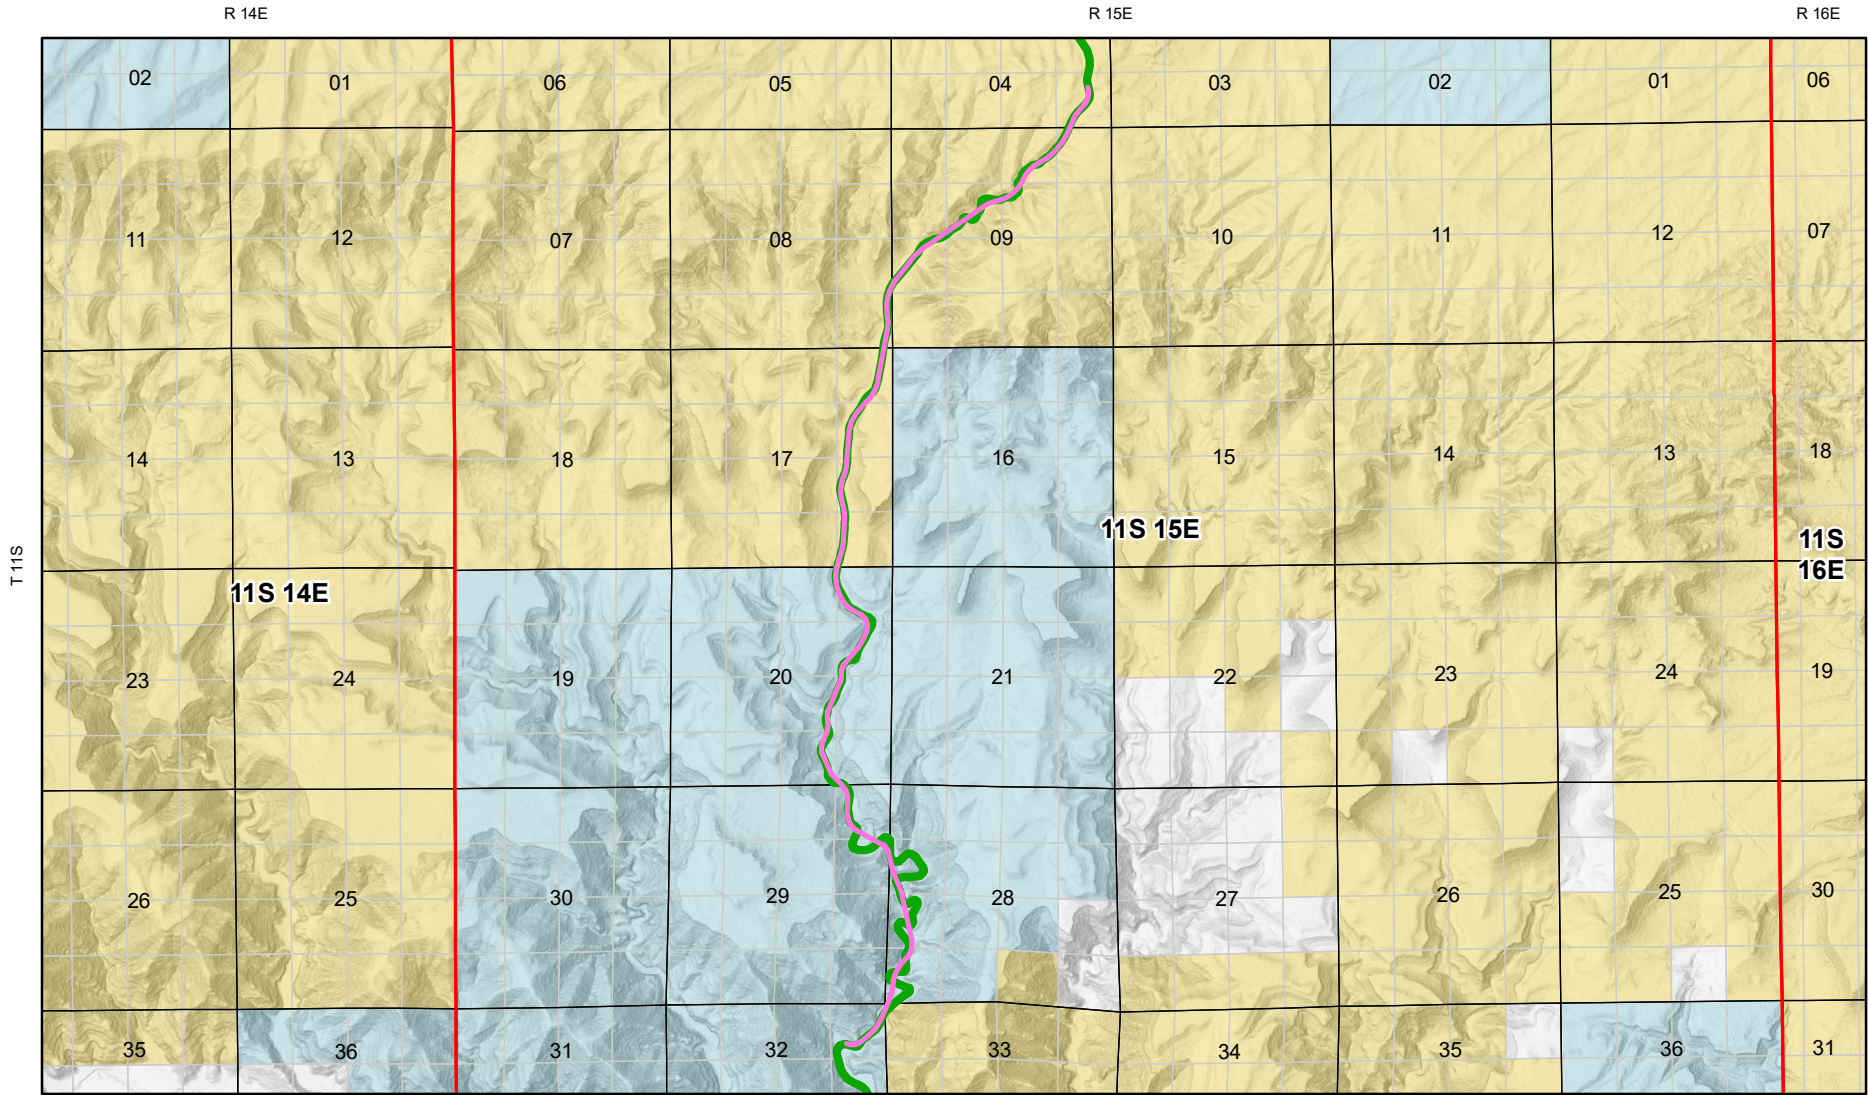 R 14E R 15E R 16E
02 01 06 05 04 03 02 01 06
11 12 07 08 09 10 11 12 07
14 13 18 17 16 15 14 13 18
11S 15E
11S
16E
T 11S
11S 14E
23 24 19 20 21 22 23 24 19
26 25 30 29 28 27 26 25 30
35 36 31 32 33 34 35 36 31